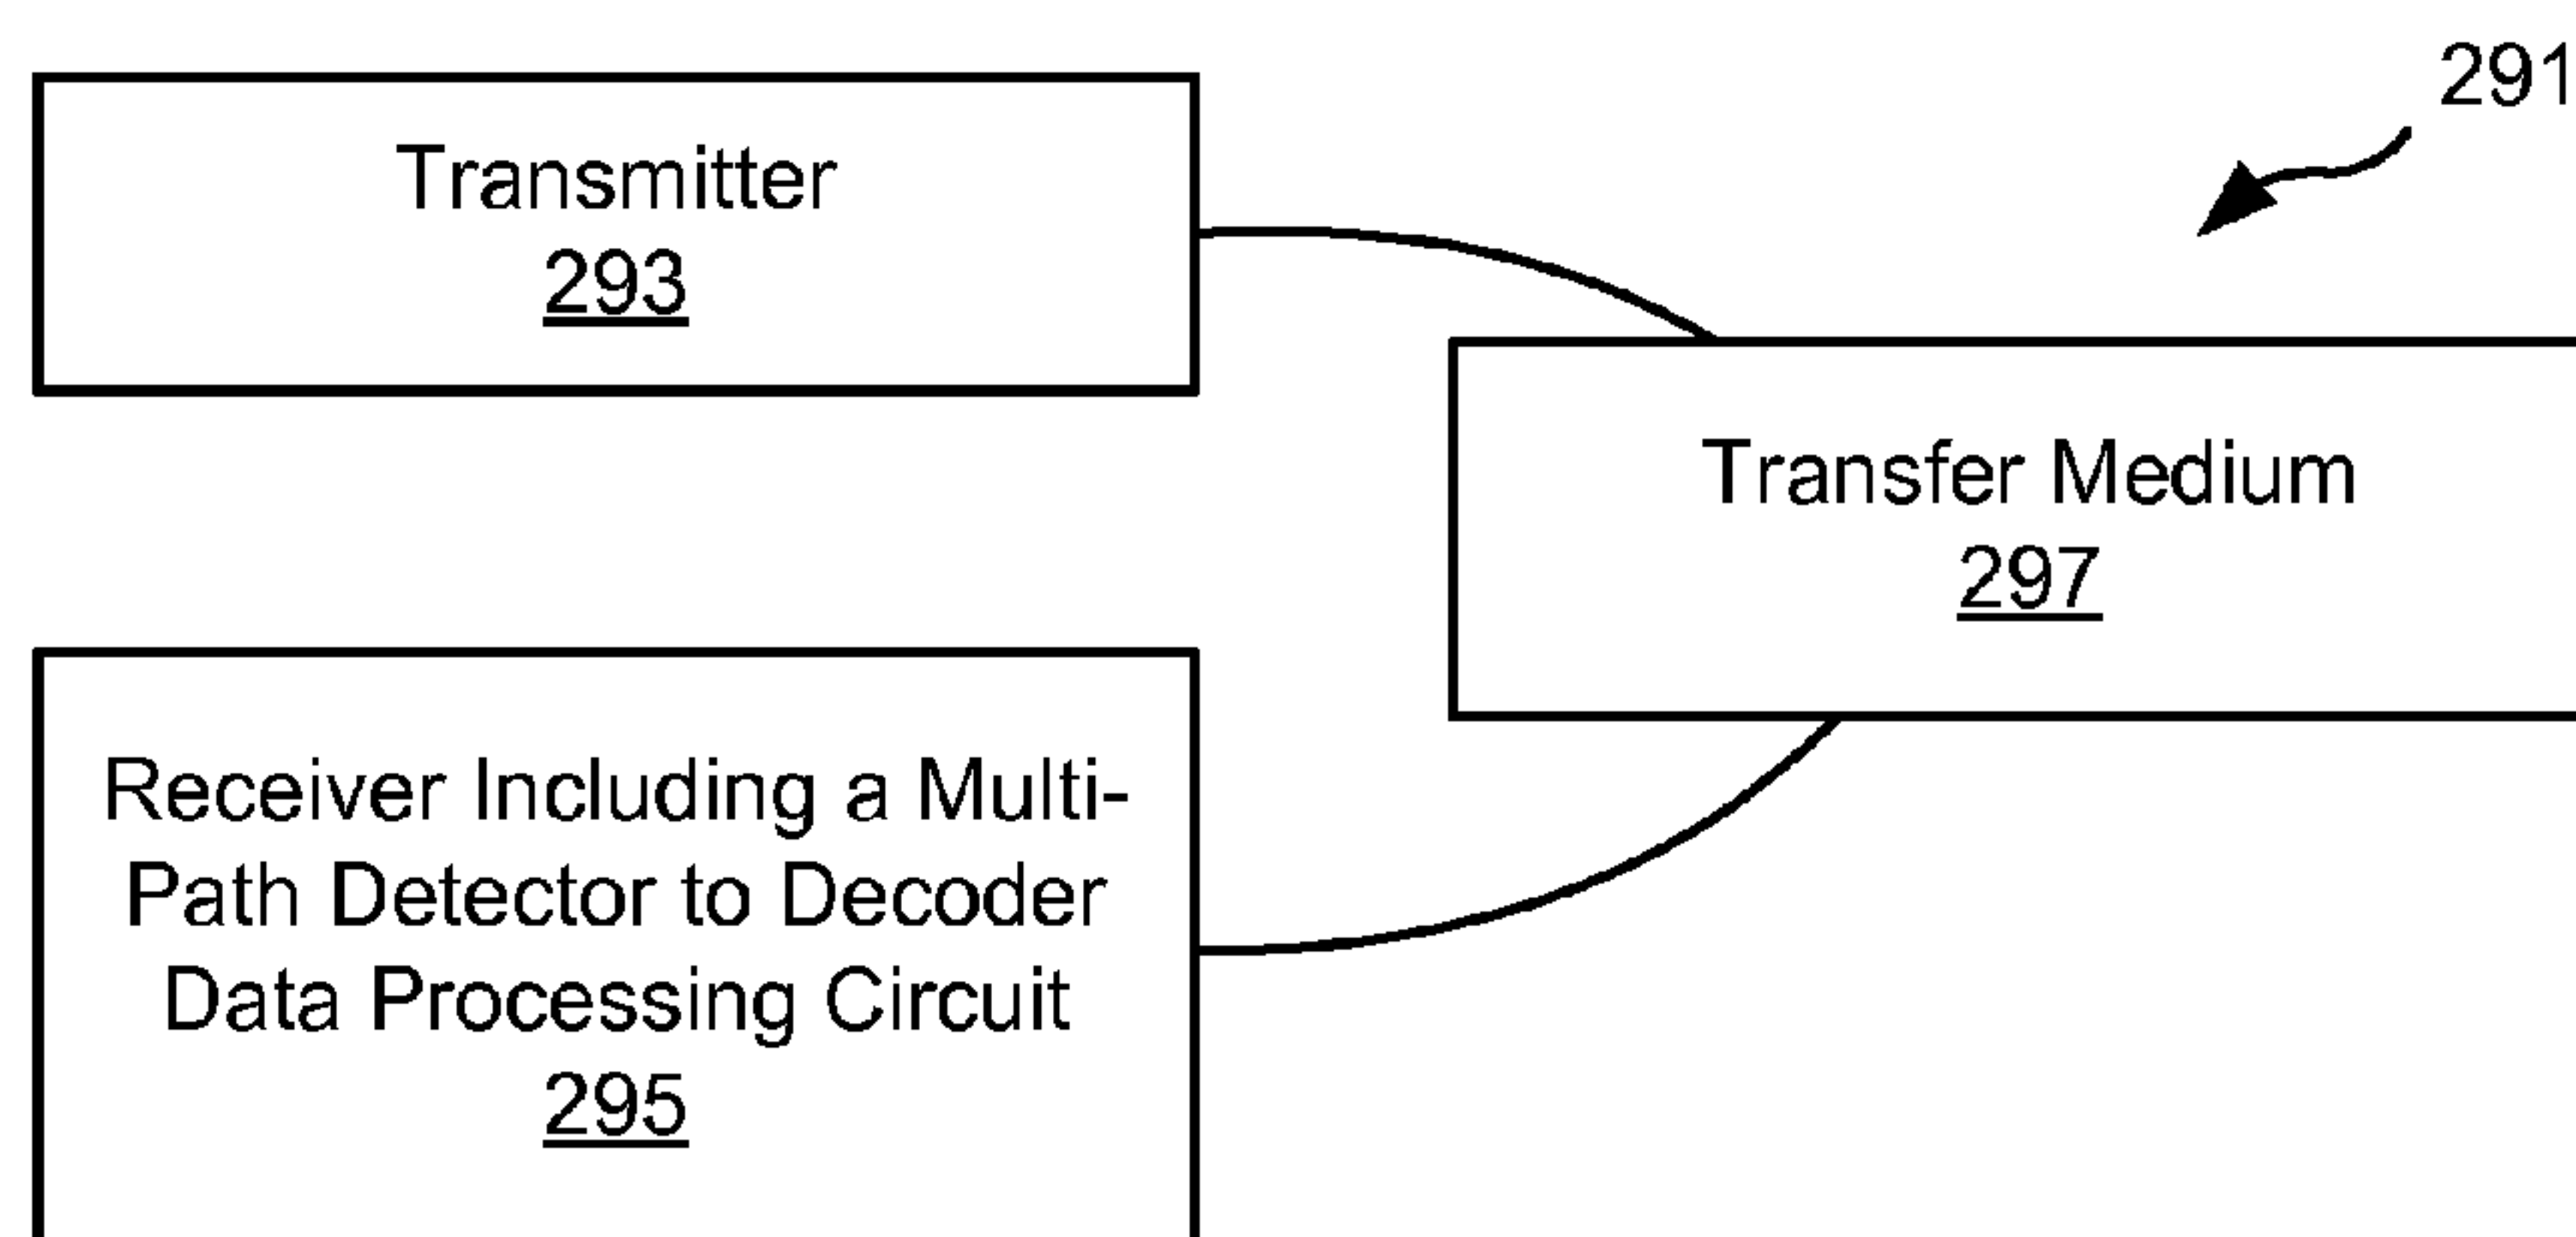 291
Transmitter
293
Transfer Medium
297
Receiver Including a Multi-
Path Detector to Decoder
Data Processing Circuit
295